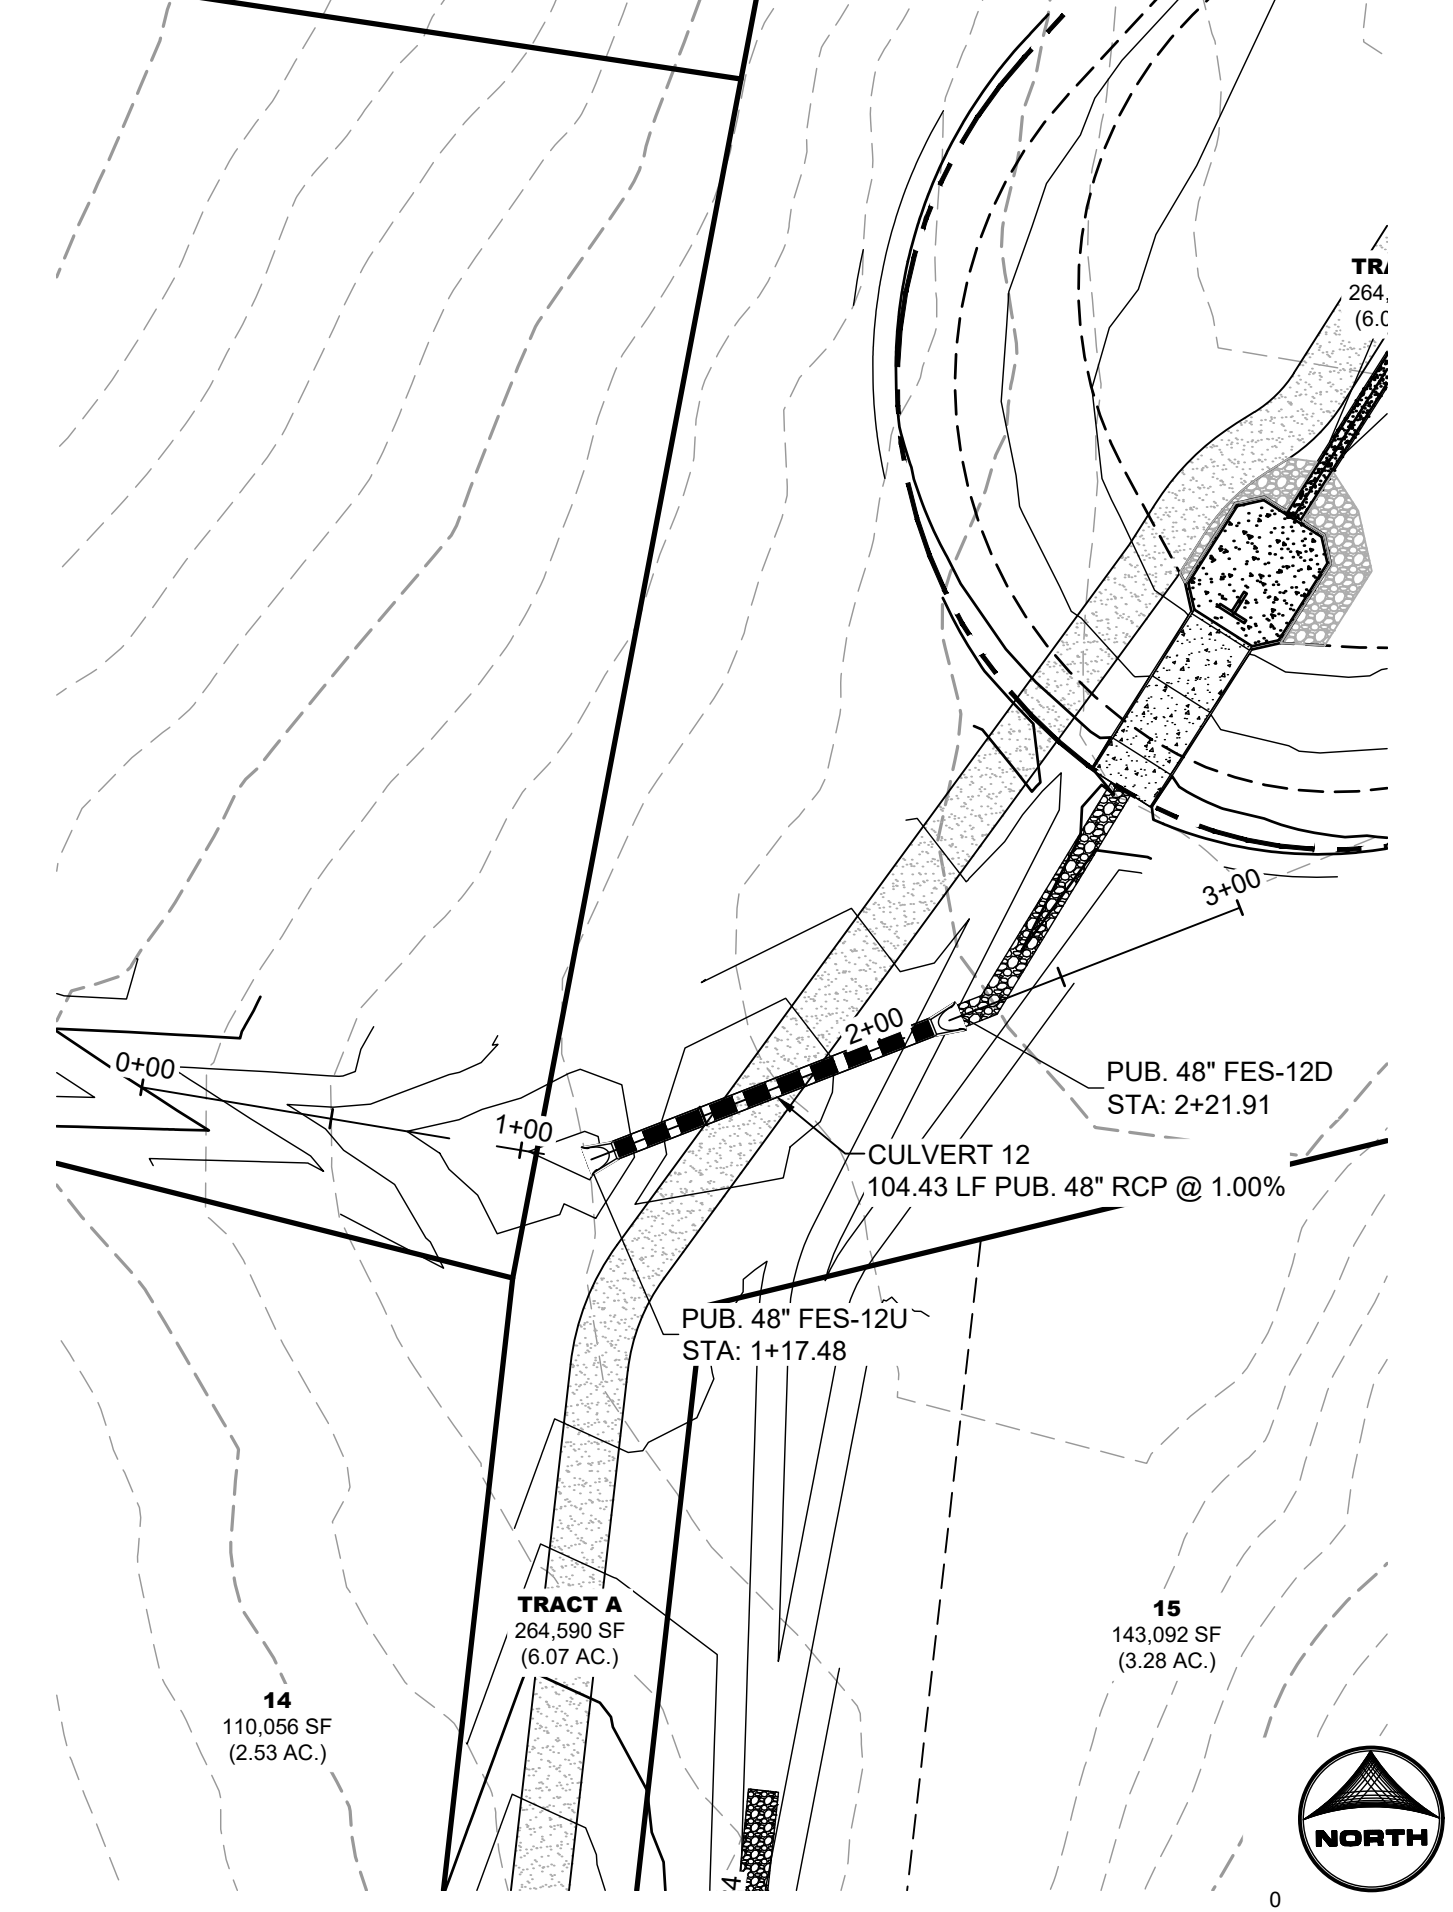 TRA
264,
(6.0
3+00
2+00
0+00
PUB. 48" FES-12D
STA: 2+21.91
1+00
CULVERT 12
104.43 LF PUB. 48" RCP @ 1.00%
PUB. 48" FES-12U
STA: 1+17.48
TRACT A
264,590 SF
(6.07 AC.)
15
143,092 SF
(3.28 AC.)
14
110,056 SF
(2.53 AC.)
NORTH
4
0